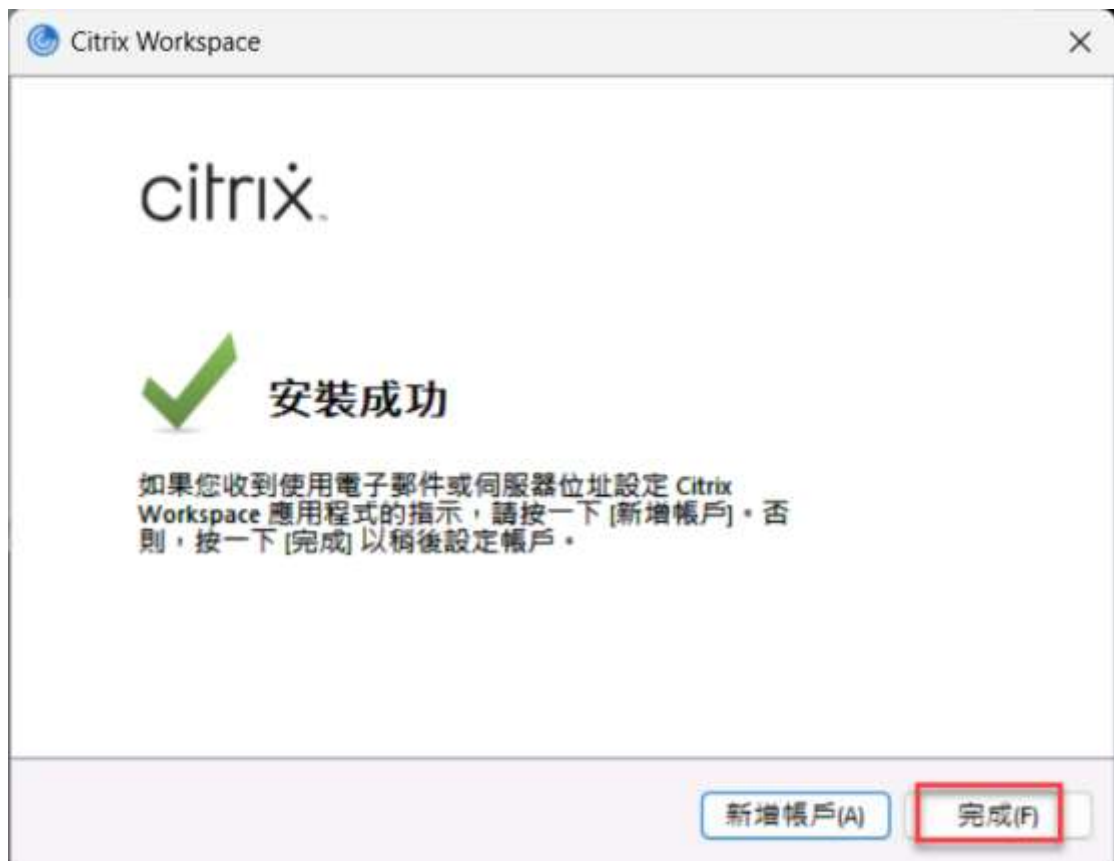 Citrix Workspace
citrix™
安裝成功
如果您收到使用電子郵件或伺服器位址設定 Citrix
Workspace 應用程式的指示，請按一下 [新增帳戶]。否
則，按一下 [完成] 以稍後設定帳戶。
新增帳戶(A)
完成(F)